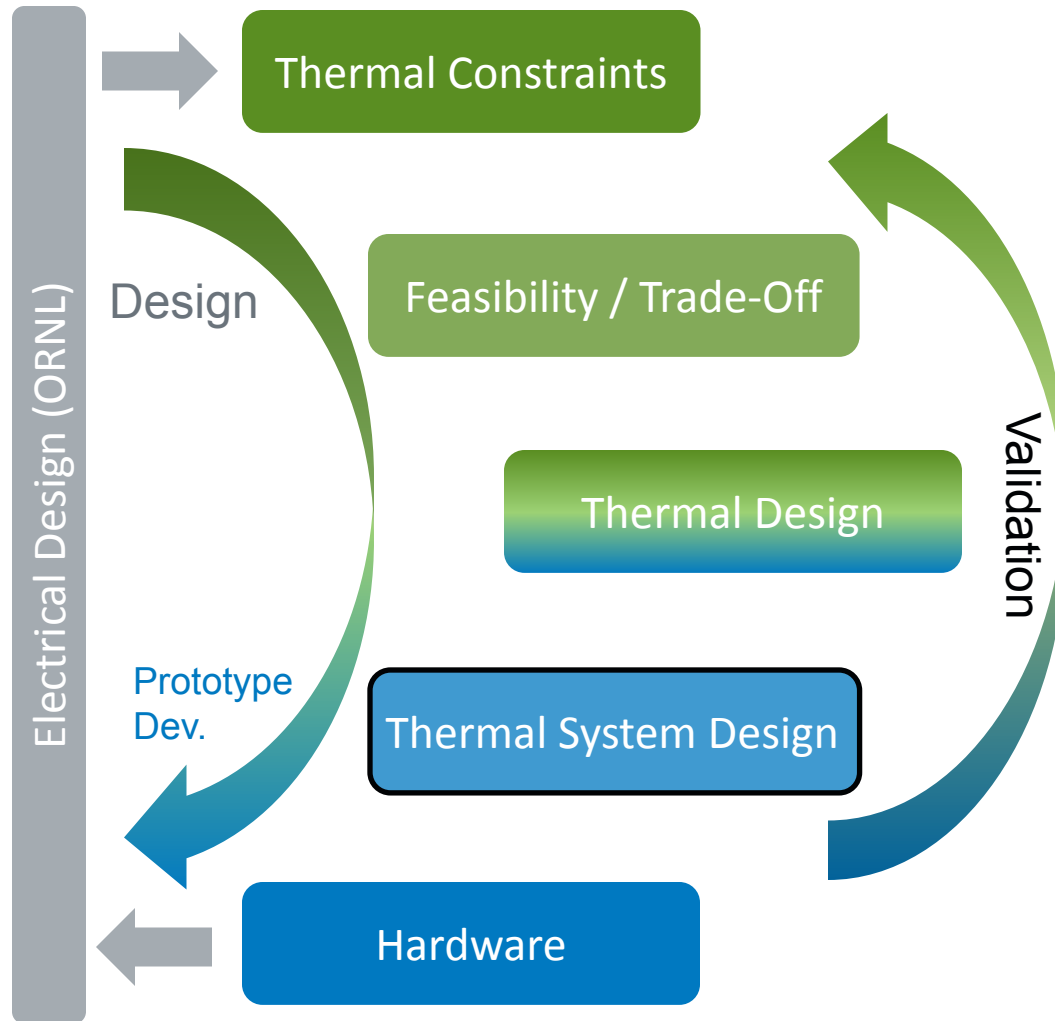 Electrical Design (ORNL)
Thermal Constraints
Design
Feasibility / Trade-Off
Thermal Design
Validation
Prototype
Dev.
Thermal System Design
Hardware